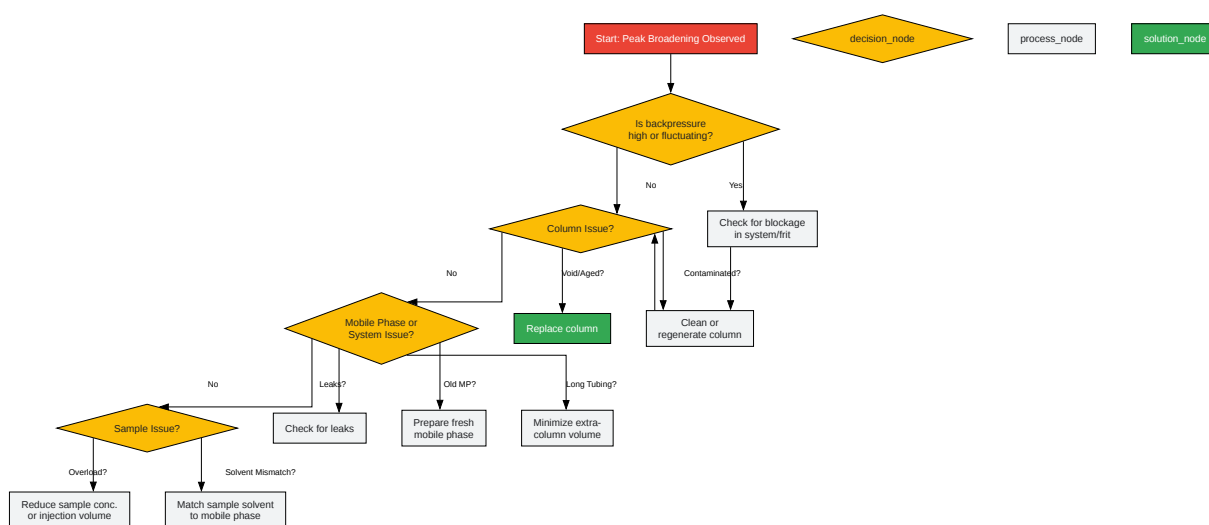 Start: Peak Broadening Observed
decision_node
process_node
solution_node
Is backpressure
high or fluctuating?
No
Yes
Column Issue?
Check for blockage
in system/frit
No
Void/Aged?
Contaminated?
Mobile Phase or
System Issue?
Replace column
Clean or
regenerate column
No
Leaks?
Old MP?
Long Tubing?
Sample Issue?
Check for leaks
Prepare fresh
mobile phase
Minimize extra-
column volume
Overload?
Solvent Mismatch?
Reduce sample conc.
or injection volume
Match sample solvent
to mobile phase